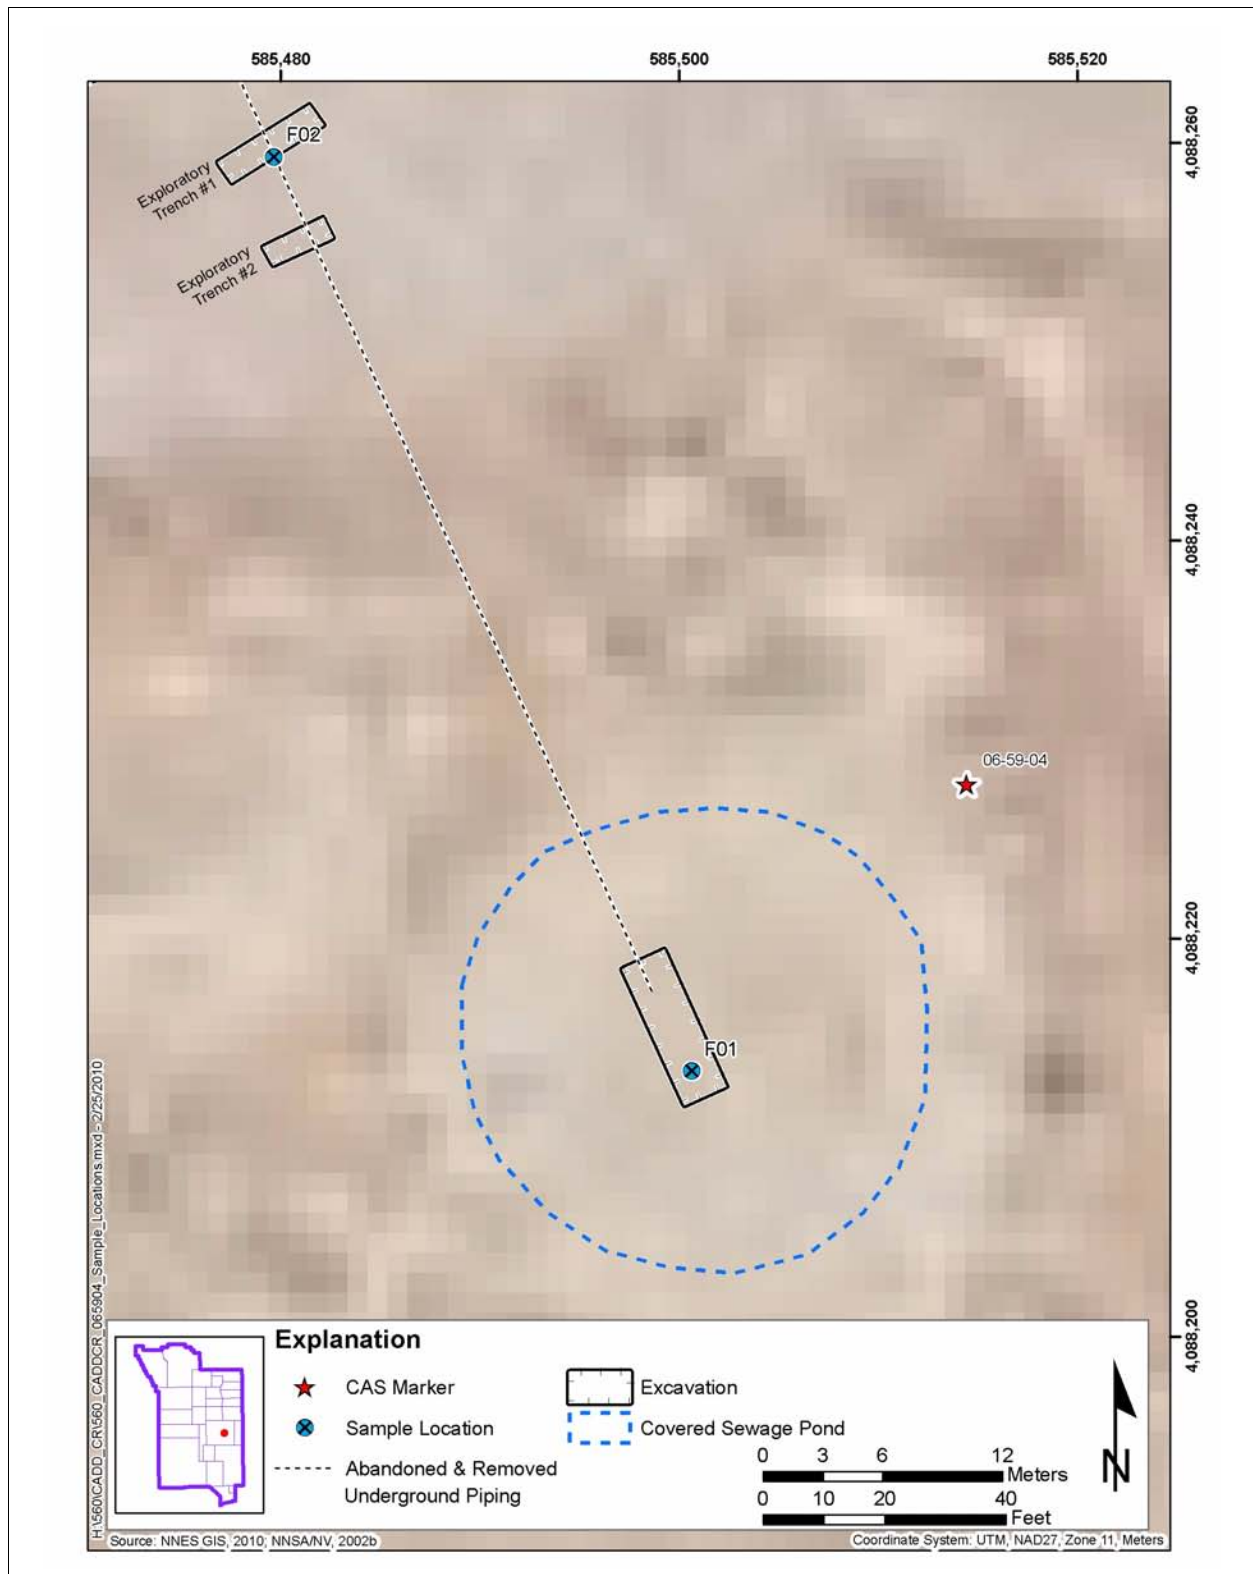 585,480
585,500
585,520
4,088,260
4,088,240
4,088,220
4,088,200
F02
Exploratory
Trench #1
Exploratory
Trench #2
06-59-04
F01
H:\560\CADD_CR\560_CADDCR_065904_Sample_Locations.mxd - 2/25/2010
Explanation
CAS Marker
Sample Location
Abandoned & Removed
Underground Piping
Excavation
Covered Sewage Pond
0 3 6 12
Meters
0 10 20 40
Feet
N
Source: NNES GIS, 2010; NNSA/NV, 2002b
Coordinate System: UTM, NAD27, Zone 11, Meters